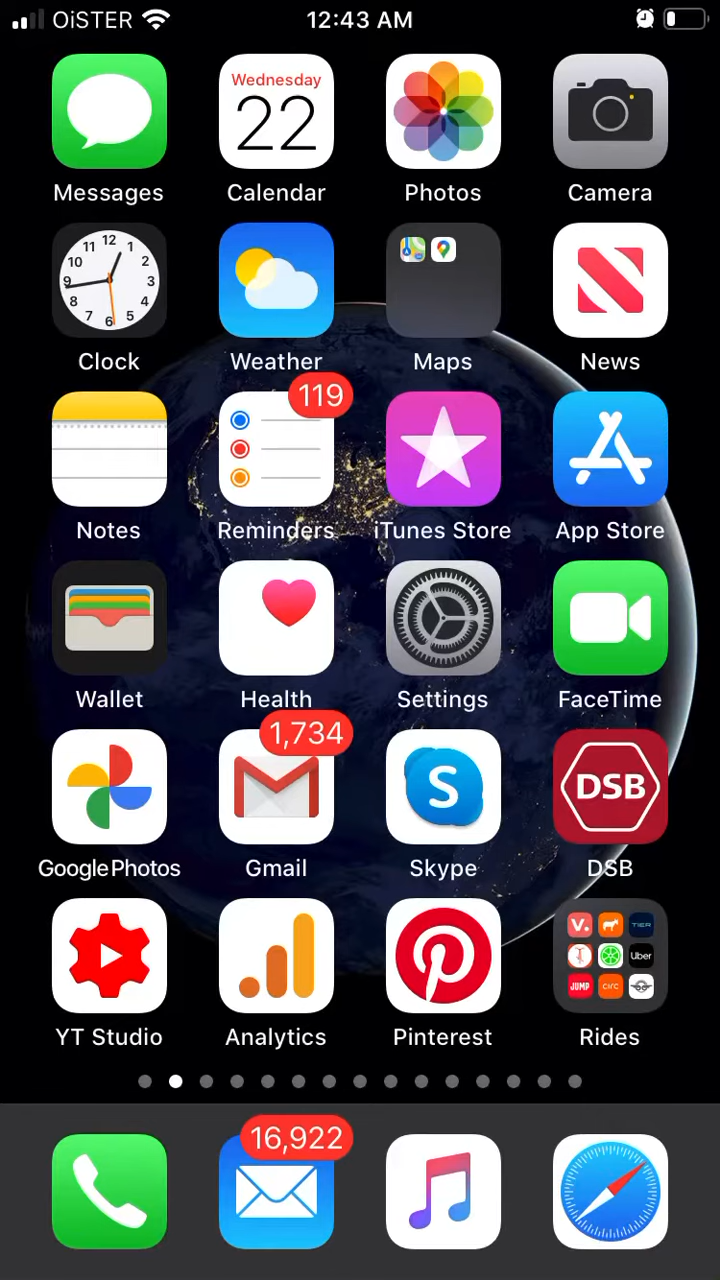 OiSTER 12:43 AM
Wednesday
22
Messages Calendar Photos Camera
12
11 1
10 2
9 3
8 4
7 5
6
Clock Weather Maps News
119
Notes Reminders iTunes Store App Store
Wallet Health Settings FaceTime
1,734
S DSB
Google Photos Gmail Skype DSB
V. TIER
Uber
JUMP CIRC
YT Studio Analytics Pinterest Rides
16,922